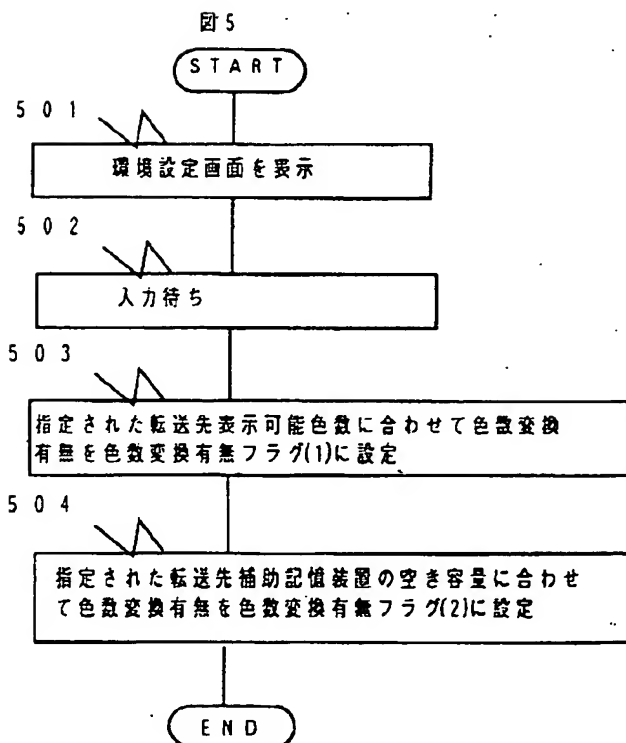 図5
START
501
環境設定画面を表示
502
入力待ち
503
指定された転送先表示可能色数に合わせて色数変換
有無を色数変換有無フラグ(1)に設定
504
指定された転送先補助記憶装置の空き容量に合わせ
て色数変換有無を色数変換有無フラグ(2)に設定
END